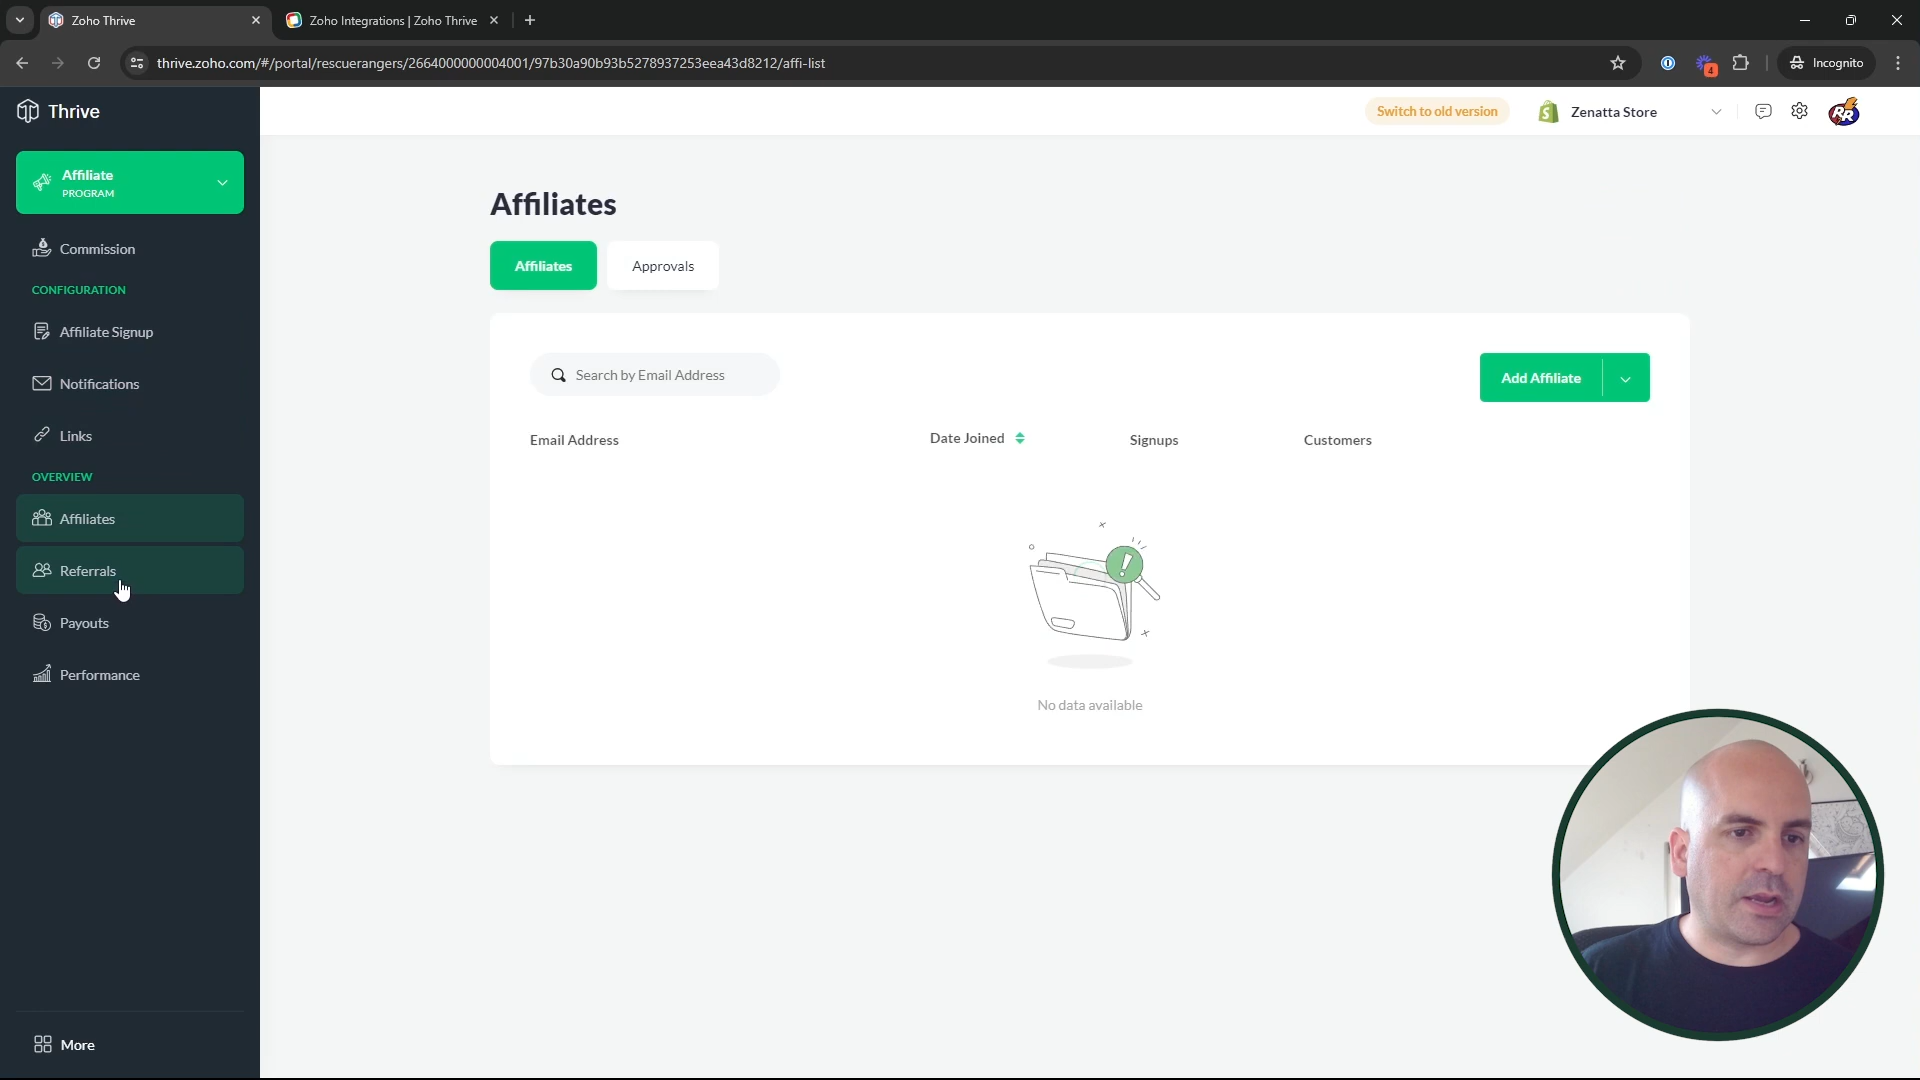 Zoho Thrive
Zoho Integrations | Zoho Thrive
thrive.zoho.com/#/portal/rescuerangers/2664000000004001/97b30a90b93b5278937253eea43d8212/affi-list
4
Incognito
Thrive
Switch to old version
Zenatta Store
RR
Affiliate
PROGRAM
Commission
CONFIGURATION
Affiliate Signup
Notifications
Links
OVERVIEW
Affiliates
Referrals
Payouts
Performance
More
Affiliates
Affiliates
Approvals
Search by Email Address
Add Affiliate
Email Address
Date Joined
Signups
Customers
No data available